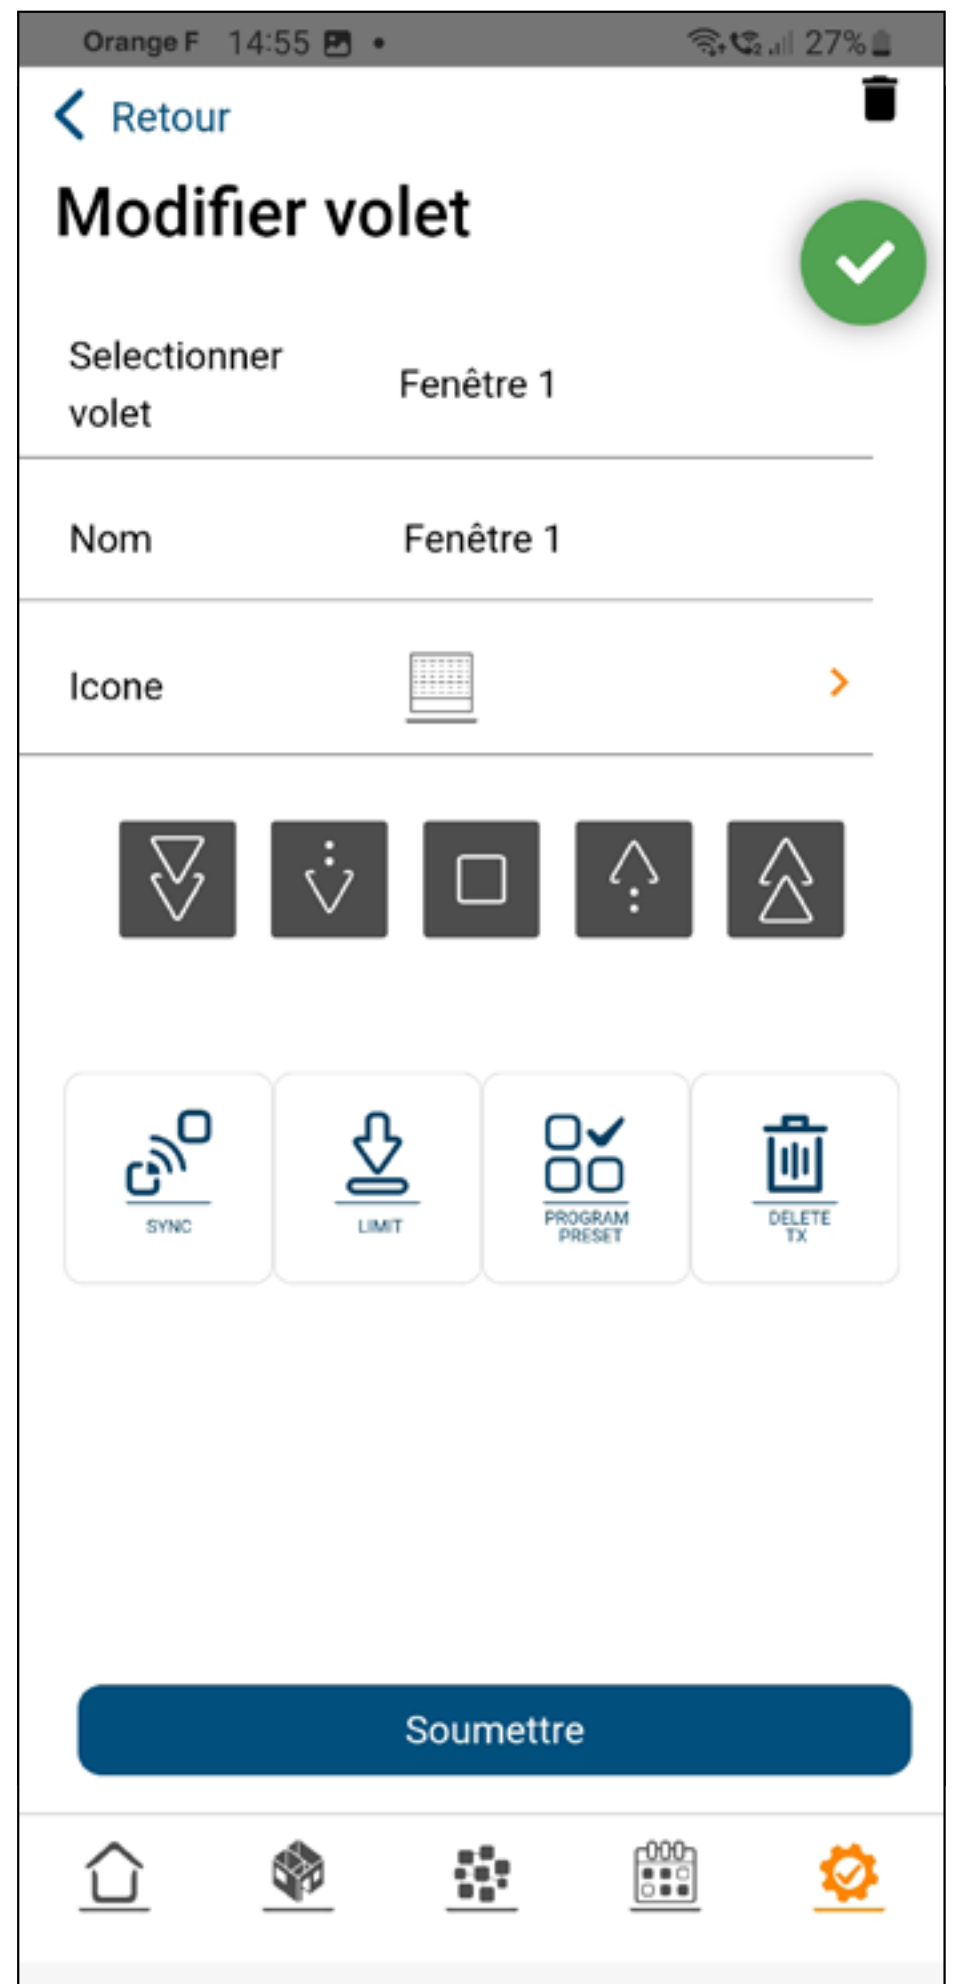 Orange F 14:55 27%
Retour
Modifier volet
Selectionner
volet
Fenêtre 1
Nom Fenêtre 1
Icone
SYNC
LIMIT
PROGRAM
PRESET
DELETE
TX
Soumettre